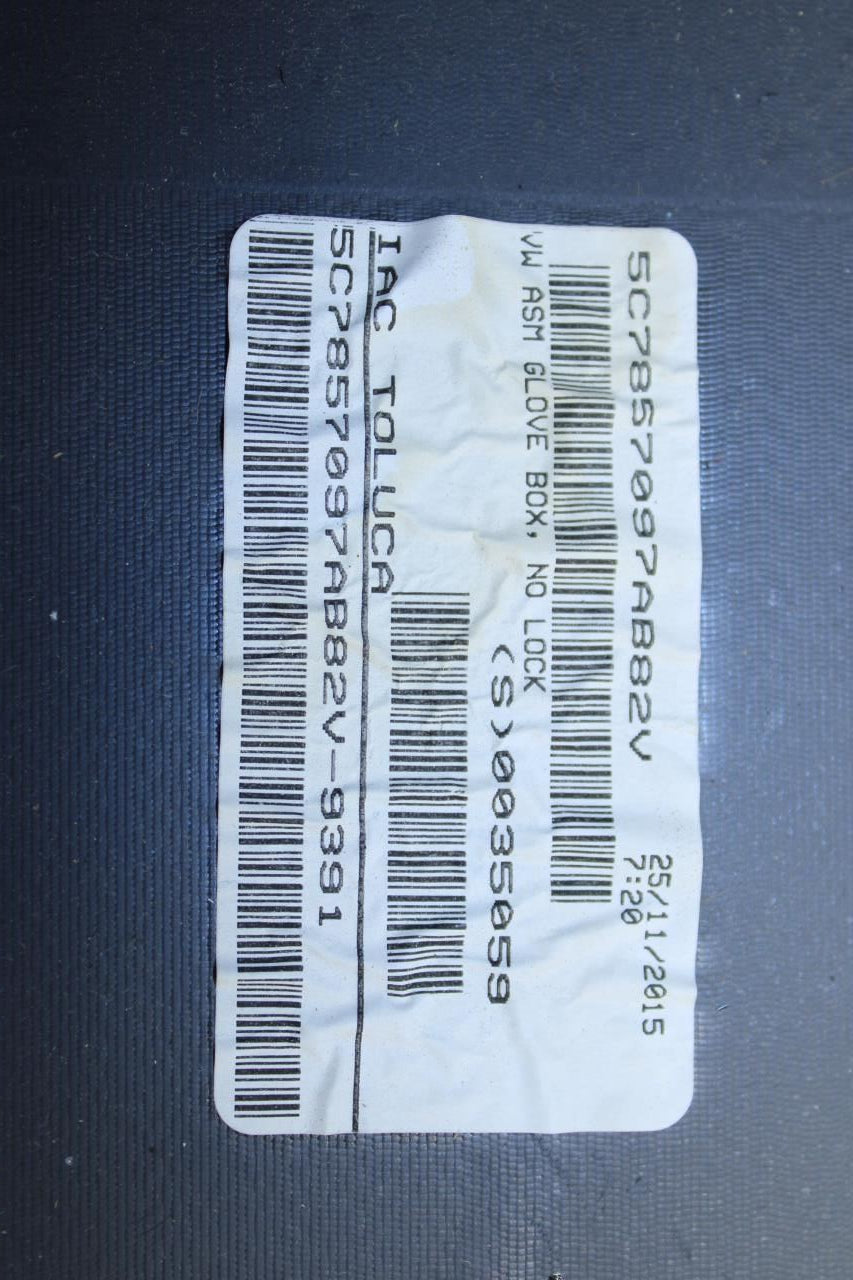 5C7857097AB82V
25/11/2015
7:20
VW ASM GLOVE BOX, NO LOCK
(S)0035059
IAC TOLUCA
5C7857097AB82V-9391